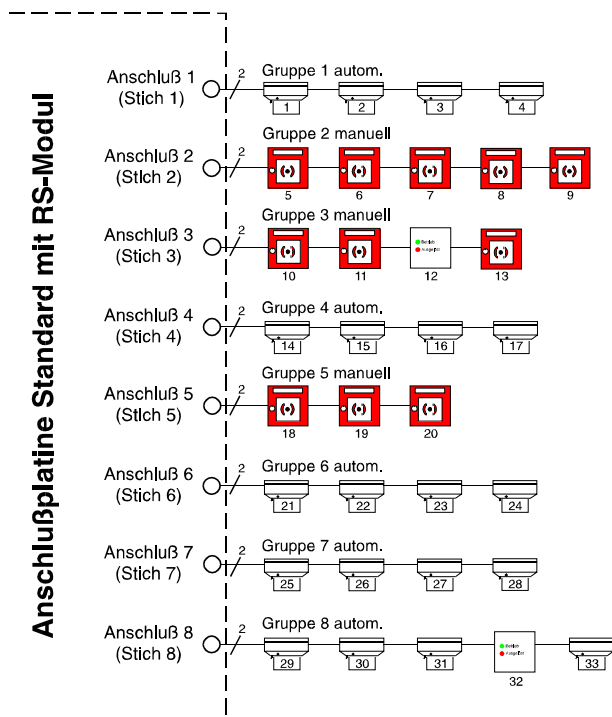 Anschlußplatine Standard mit RS-Modul
Anschluß 1
(Stich 1)
2
Gruppe 1 autom.
1 2 3 4
Anschluß 2
(Stich 2)
2
Gruppe 2 manuell
5 6 7 8 9
Anschluß 3
(Stich 3)
2
Gruppe 3 manuell
Betrieb
Ausgelöst
10 11 12 13
Anschluß 4
(Stich 4)
2
Gruppe 4 autom.
14 15 16 17
Anschluß 5
(Stich 5)
2
Gruppe 5 manuell
18 19 20
Anschluß 6
(Stich 6)
2
Gruppe 6 autom.
21 22 23 24
Anschluß 7
(Stich 7)
2
Gruppe 7 autom.
25 26 27 28
Anschluß 8
(Stich 8)
2
Gruppe 8 autom.
Betrieb
Ausgelöst
29 30 31 33
32